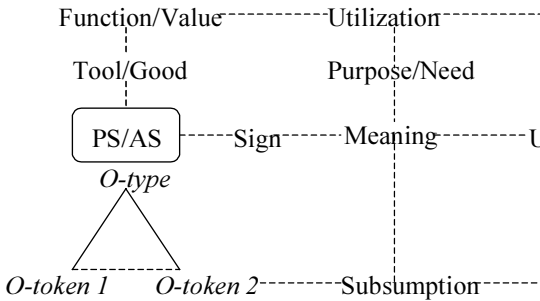 Function/Value Utilization
Tool/Good Purpose/Need
PS/AS Sign Meaning U
O-type
O-token 1 O-token 2 Subsumption